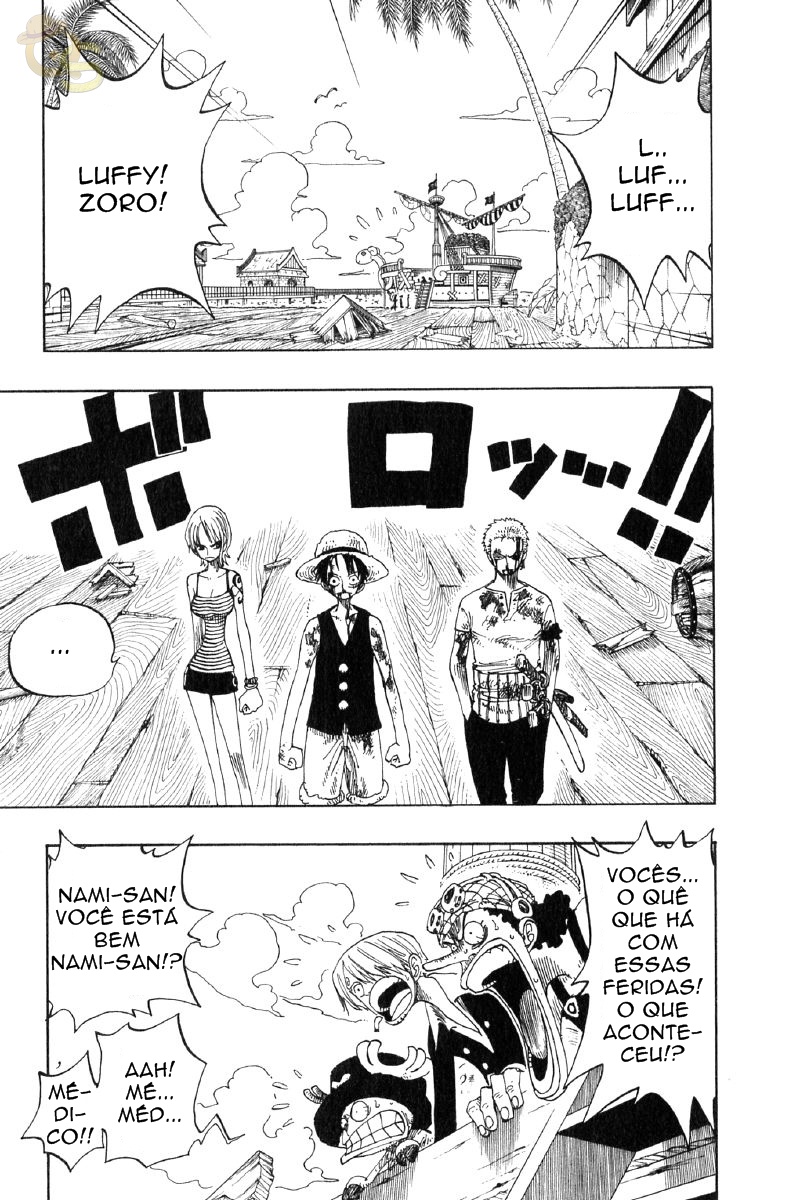 L..
LUF...
LUFF...
LUFFY!
ZORO!
ボロッ…!!
...
VOCÊS...
O QUÊ
QUE HÁ
COM
ESSAS
FERIDAS!
O QUE
ACONTE-
CEU!?
NAMI-SAN!
VOCÊ ESTÁ
BEM
NAMI-SAN!?
AAH!
MÉ...
MÉD...
MÉ-
DI-
CO!!